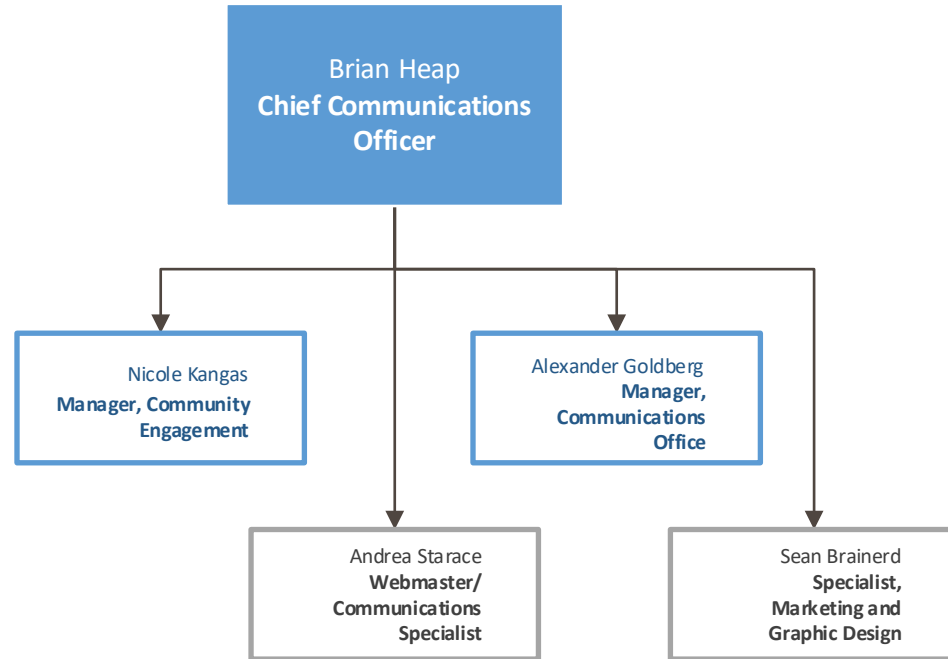 Brian Heap
Chief Communications
Officer
Nicole Kangas
Manager, Community
Engagement
Alexander Goldberg
Manager,
Communications
Office
Andrea Starace
Webmaster/
Communications
Specialist
Sean Brainerd
Specialist,
Marketing and
Graphic Design